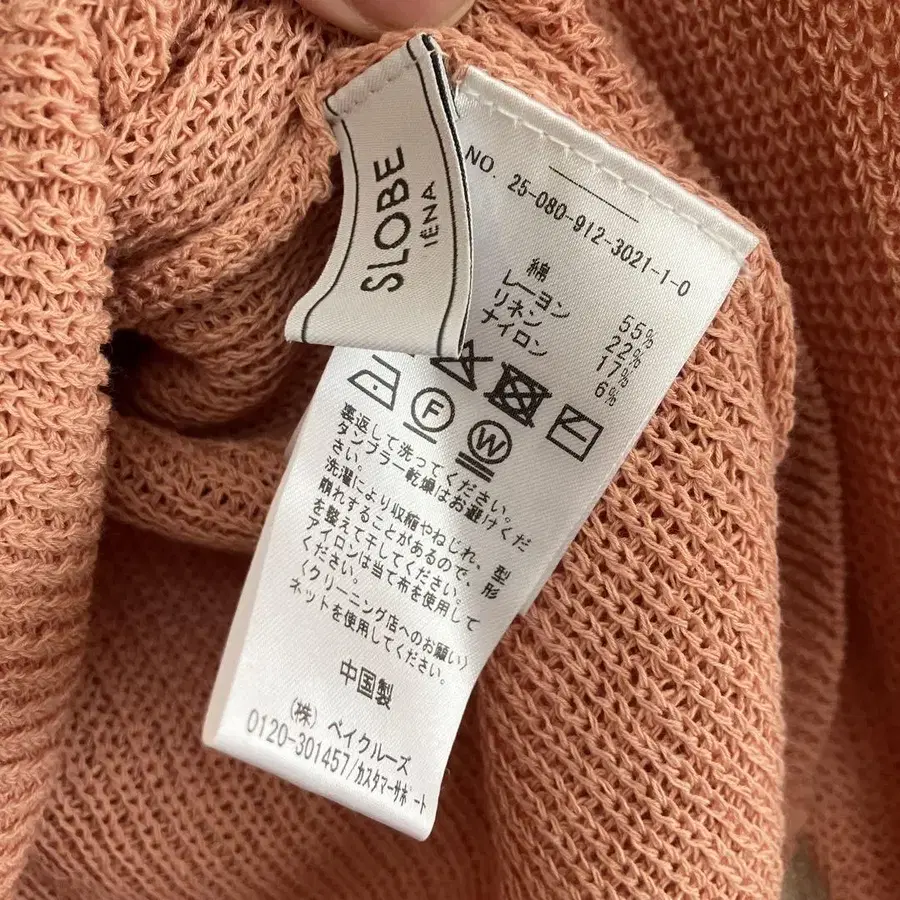 SLOBE
IÉNA
NO. 25-080-912-3021-1-0
綿 55%
レーヨン 22%
リネン 17%
ナイロン 6%
F
W
裏返して洗ってください。
タンブラー乾燥はお避けくだ
さい。
洗濯により収縮やねじれ、型
崩れすることがあるので、形
を整えて干してください。
アイロンは当て布を使用して
ください。
〈クリーニング店へのお願い〉
ネットを使用してください。
中国製
(株) ベイクルーズ
0120-301457/カスタマーサポート